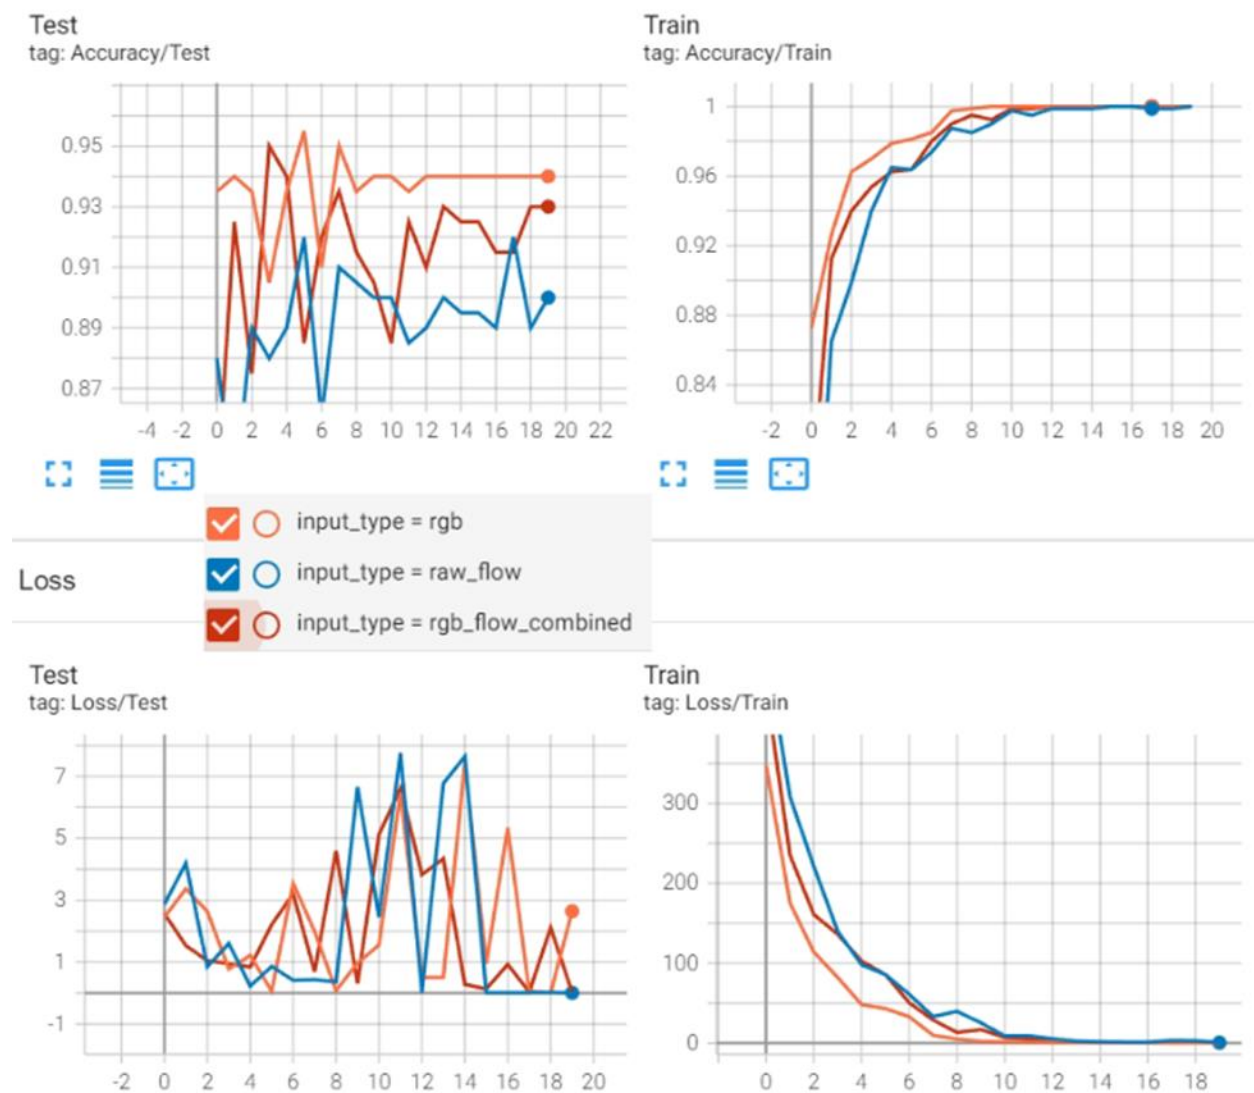 Test
tag: Accuracy/Test
0.95
0.93
0.91
0.89
0.87
-4 -2 0 2 4 6 8 10 12 14 16 18 20 22
Train
tag: Accuracy/Train
1
0.96
0.92
0.88
0.84
-2 0 2 4 6 8 10 12 14 16 18 20
input_type = rgb
input_type = raw_flow
input_type = rgb_flow_combined
Loss
Test
tag: Loss/Test
7
5
3
1
-1
-2 0 2 4 6 8 10 12 14 16 18 20
Train
tag: Loss/Train
300
200
100
0
0 2 4 6 8 10 12 14 16 18